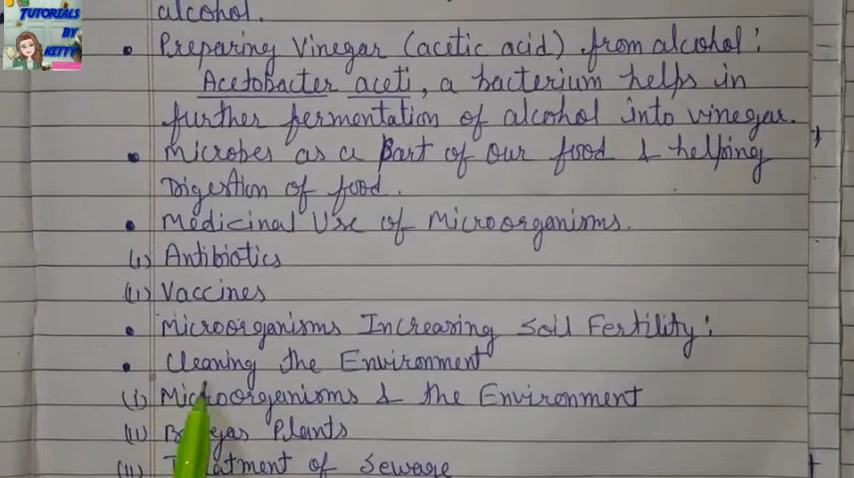 TUTORIALS
BY
KITTY
alcohol.
• Preparing Vinegar (acetic acid) from alcohol:
Acetobacter aceti, a bacterium helps in
further fermentation of alcohol into vinegar.
• Microbes as a Part of Our food & helping
Digestion of food.
• Medicinal Use of Microorganisms.
(i) Antibiotics
(ii) Vaccines
• Microorganisms Increasing Soil Fertility:
• Cleaning the Environment
(i) Microorganisms & the Environment
(ii) Plants
(iii) Treatment of Sewage